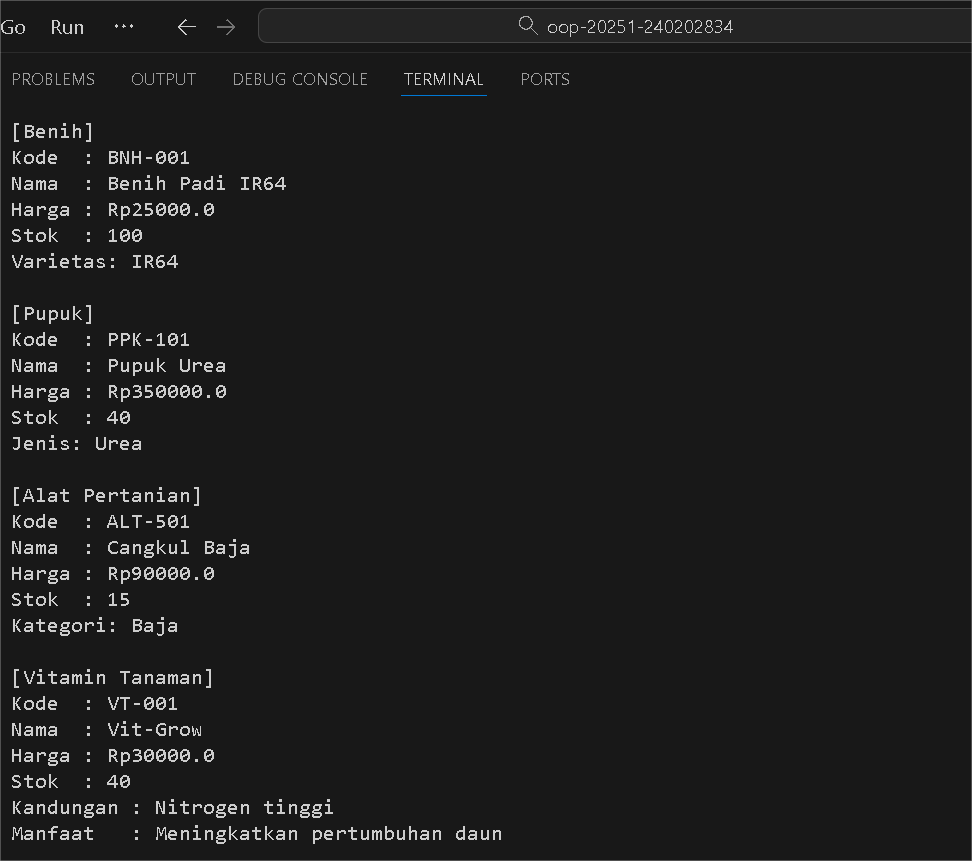 Go Run ··· ← → oop-20251-240202834
PROBLEMS OUTPUT DEBUG CONSOLE TERMINAL PORTS
[Benih]
Kode  : BNH-001
Nama  : Benih Padi IR64
Harga : Rp25000.0
Stok  : 100
Varietas: IR64

[Pupuk]
Kode  : PPK-101
Nama  : Pupuk Urea
Harga : Rp350000.0
Stok  : 40
Jenis: Urea

[Alat Pertanian]
Kode  : ALT-501
Nama  : Cangkul Baja
Harga : Rp90000.0
Stok  : 15
Kategori: Baja

[Vitamin Tanaman]
Kode  : VT-001
Nama  : Vit-Grow
Harga : Rp30000.0
Stok  : 40
Kandungan : Nitrogen tinggi
Manfaat   : Meningkatkan pertumbuhan daun